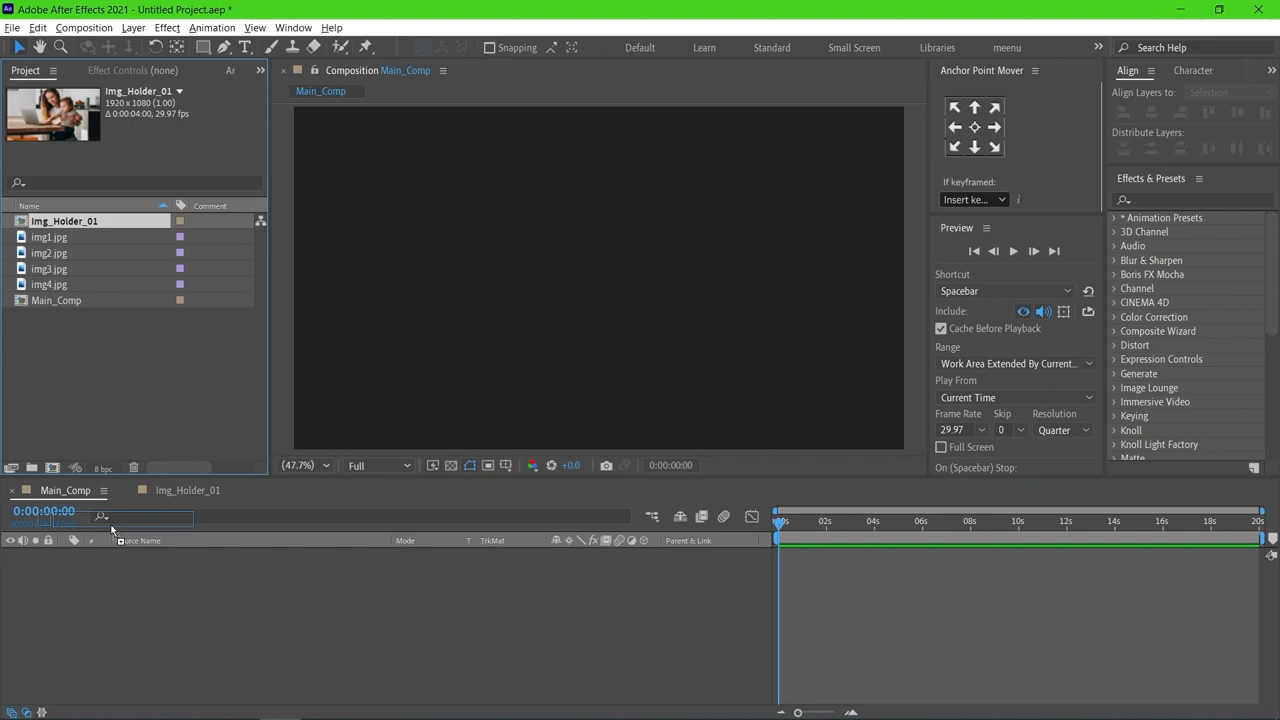 Adobe After Effects 2021 - Untitled Project.aep *
File Edit Composition Layer Effect Animation View Window Help
Snapping
Default Learn Standard Small Screen Libraries meenu
Search Help
Project
Effect Controls (none)
Ar
Img_Holder_01
1920 x 1080 (1.00)
Δ 0:00:04:00, 29.97 fps
Name Comment
Img_Holder_01
img1.jpg
img2.jpg
img3.jpg
img4.jpg
Main_Comp
8 bpc
Composition Main_Comp
Main_Comp
(47.7%)
Full
+0.0
0:00:00:00
Anchor Point Mover
If keyframed:
Insert ke...
Preview
Shortcut
Spacebar
Include:
Cache Before Playback
Range
Work Area Extended By Current...
Play From
Current Time
Frame Rate Skip Resolution
29.97 0 Quarter
Full Screen
On (Spacebar) Stop:
Align
Character
Align Layers to: Selection
Distribute Layers:
Effects & Presets
* Animation Presets
3D Channel
Audio
Blur & Sharpen
Boris FX Mocha
Channel
CINEMA 4D
Color Correction
Composite Wizard
Distort
Expression Controls
Generate
Image Lounge
Immersive Video
Keying
Knoll
Knoll Light Factory
Matte
Main_Comp
Img_Holder_01
0:00:00:00
# Source Name Mode T TrkMat Parent & Link
02s 04s 06s 08s 10s 12s 14s 16s 18s 20s